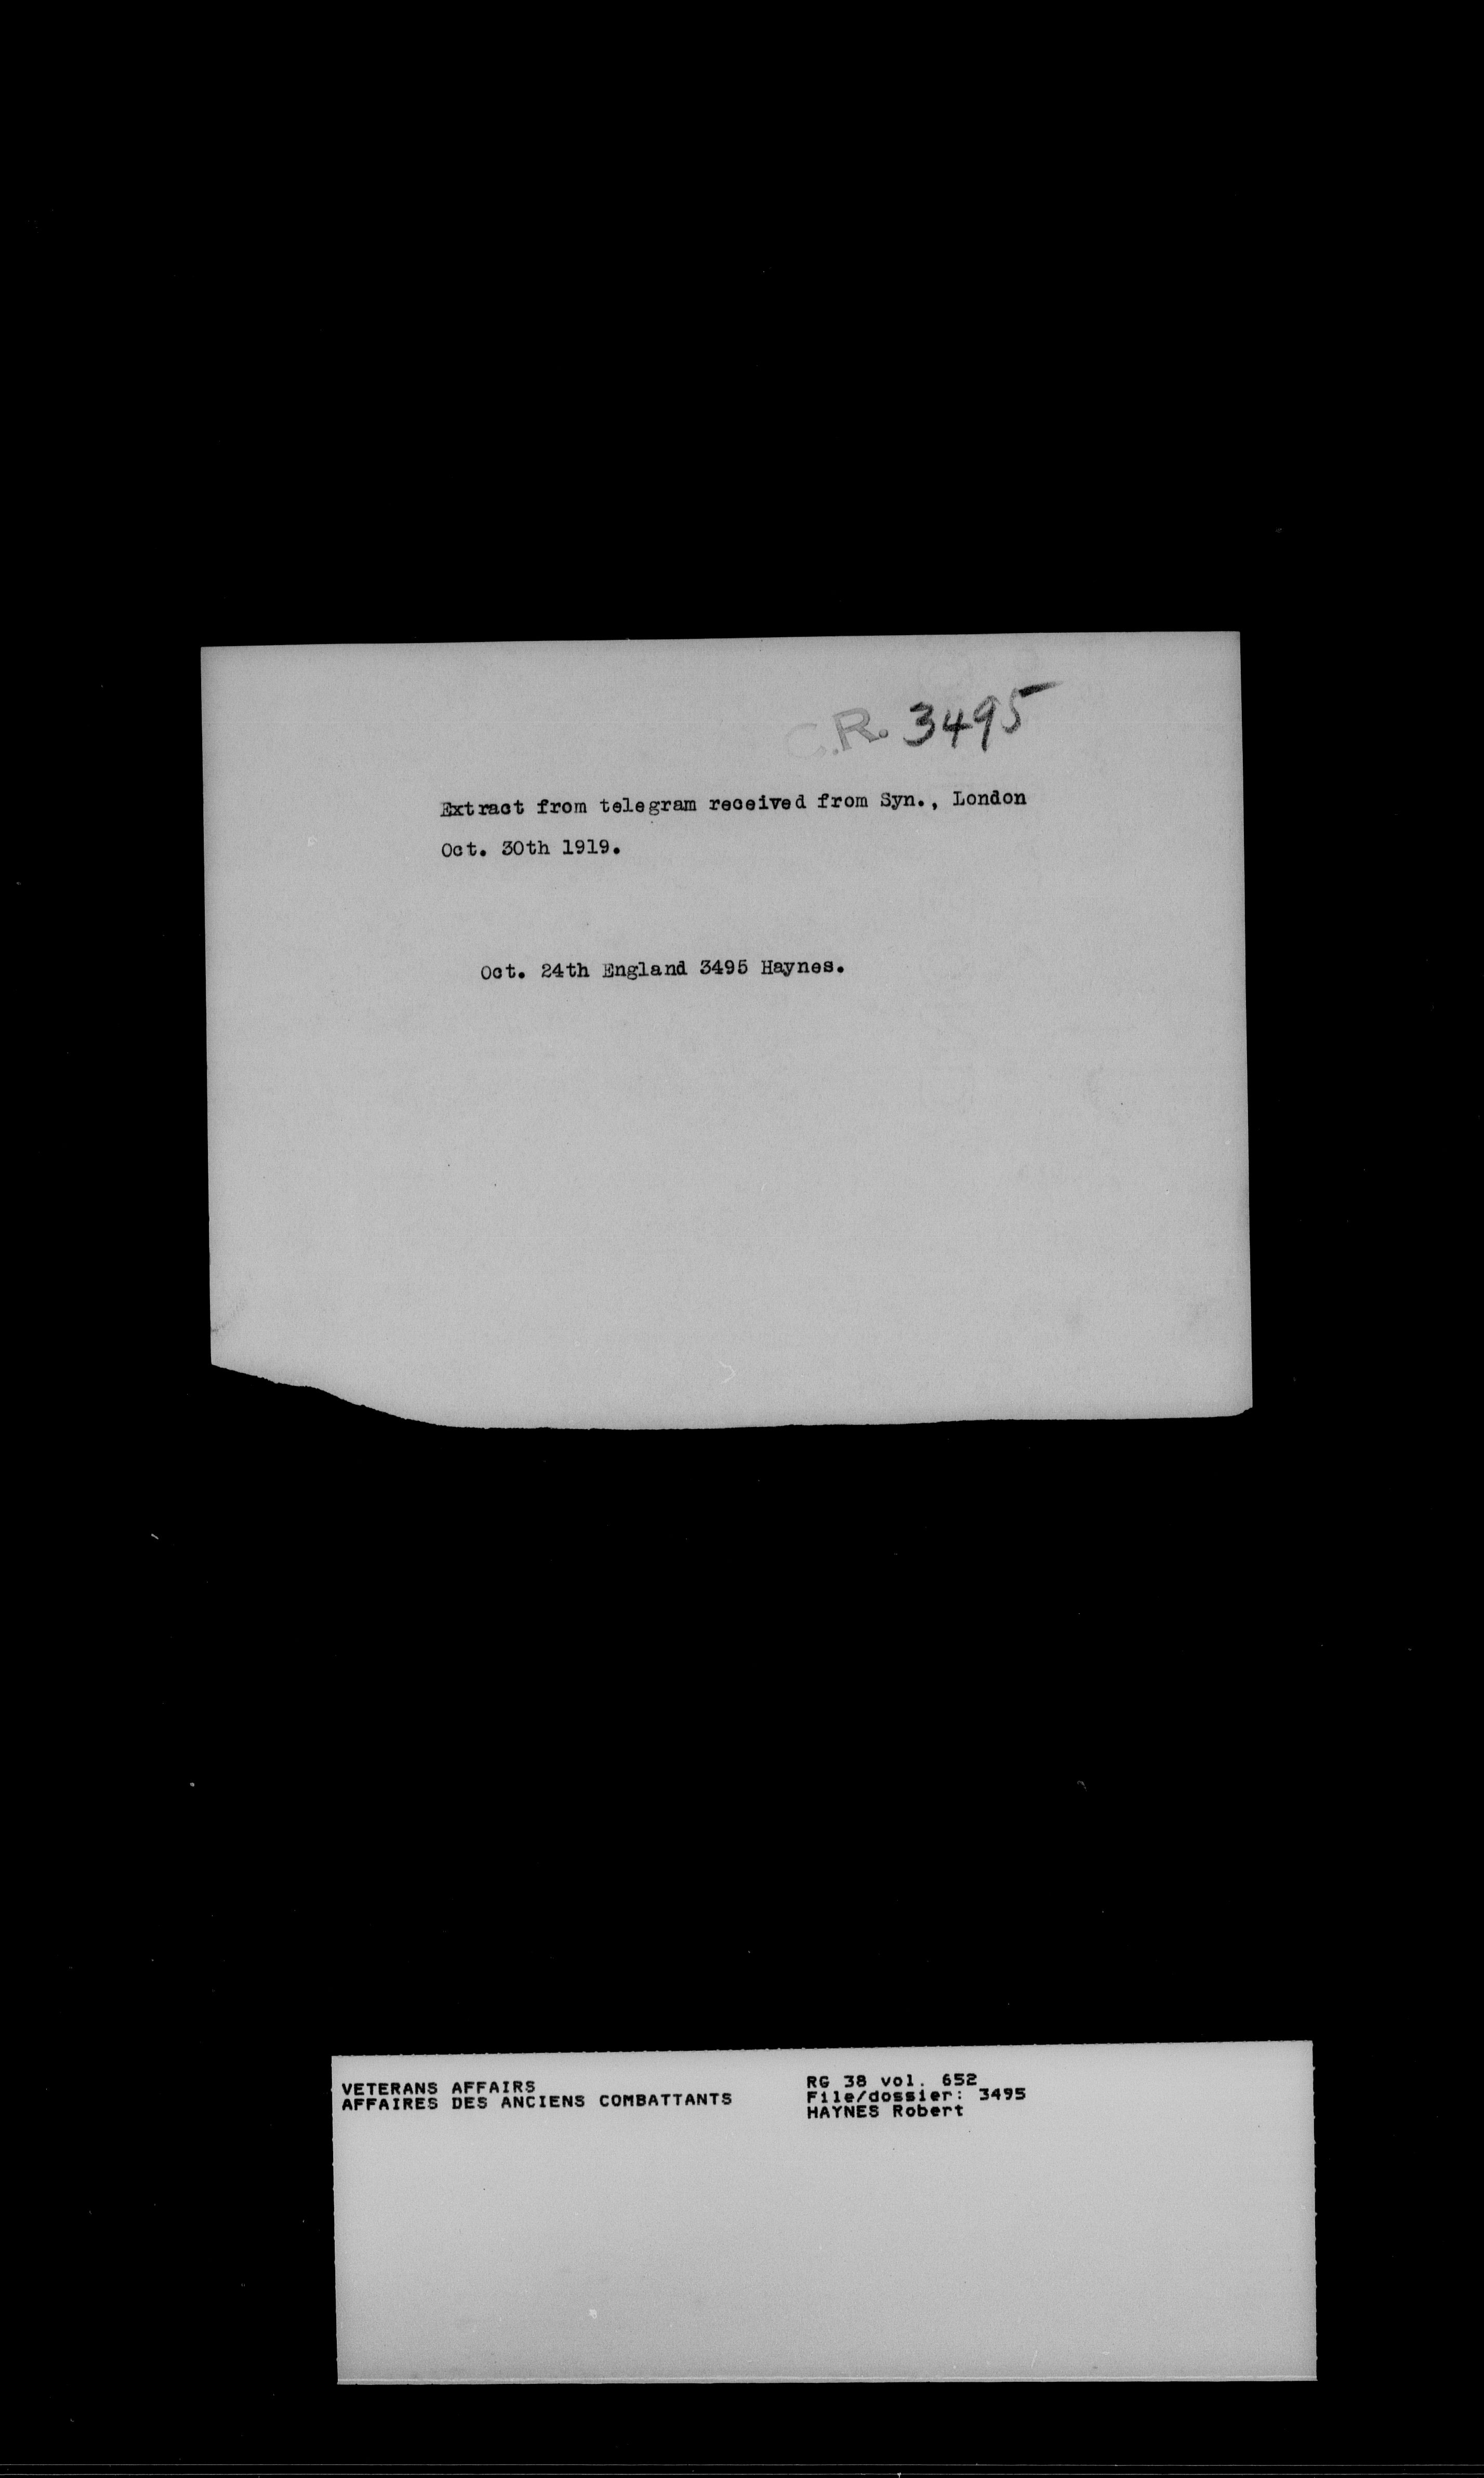 C.R. 3495
Extract from telegram received from Syn., London
Oct. 30th 1919.
Oct. 24th England 3495 Haynes.
VETERANS AFFAIRS
AFFAIRES DES ANCIENS COMBATTANTS
RG 38 vol. 652
File/dossier: 3495
HAYNES Robert